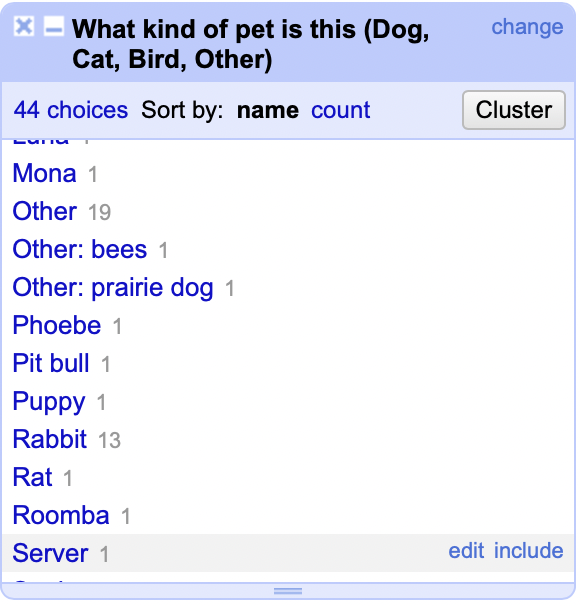 What kind of pet is this (Dog, change
Cat, Bird, Other)
44 choices Sort by: name count Cluster
Luna 1
Mona 1
Other 19
Other: bees 1
Other: prairie dog 1
Phoebe 1
Pit bull 1
Puppy 1
Rabbit 13
Rat 1
Roomba 1
Server 1 edit include